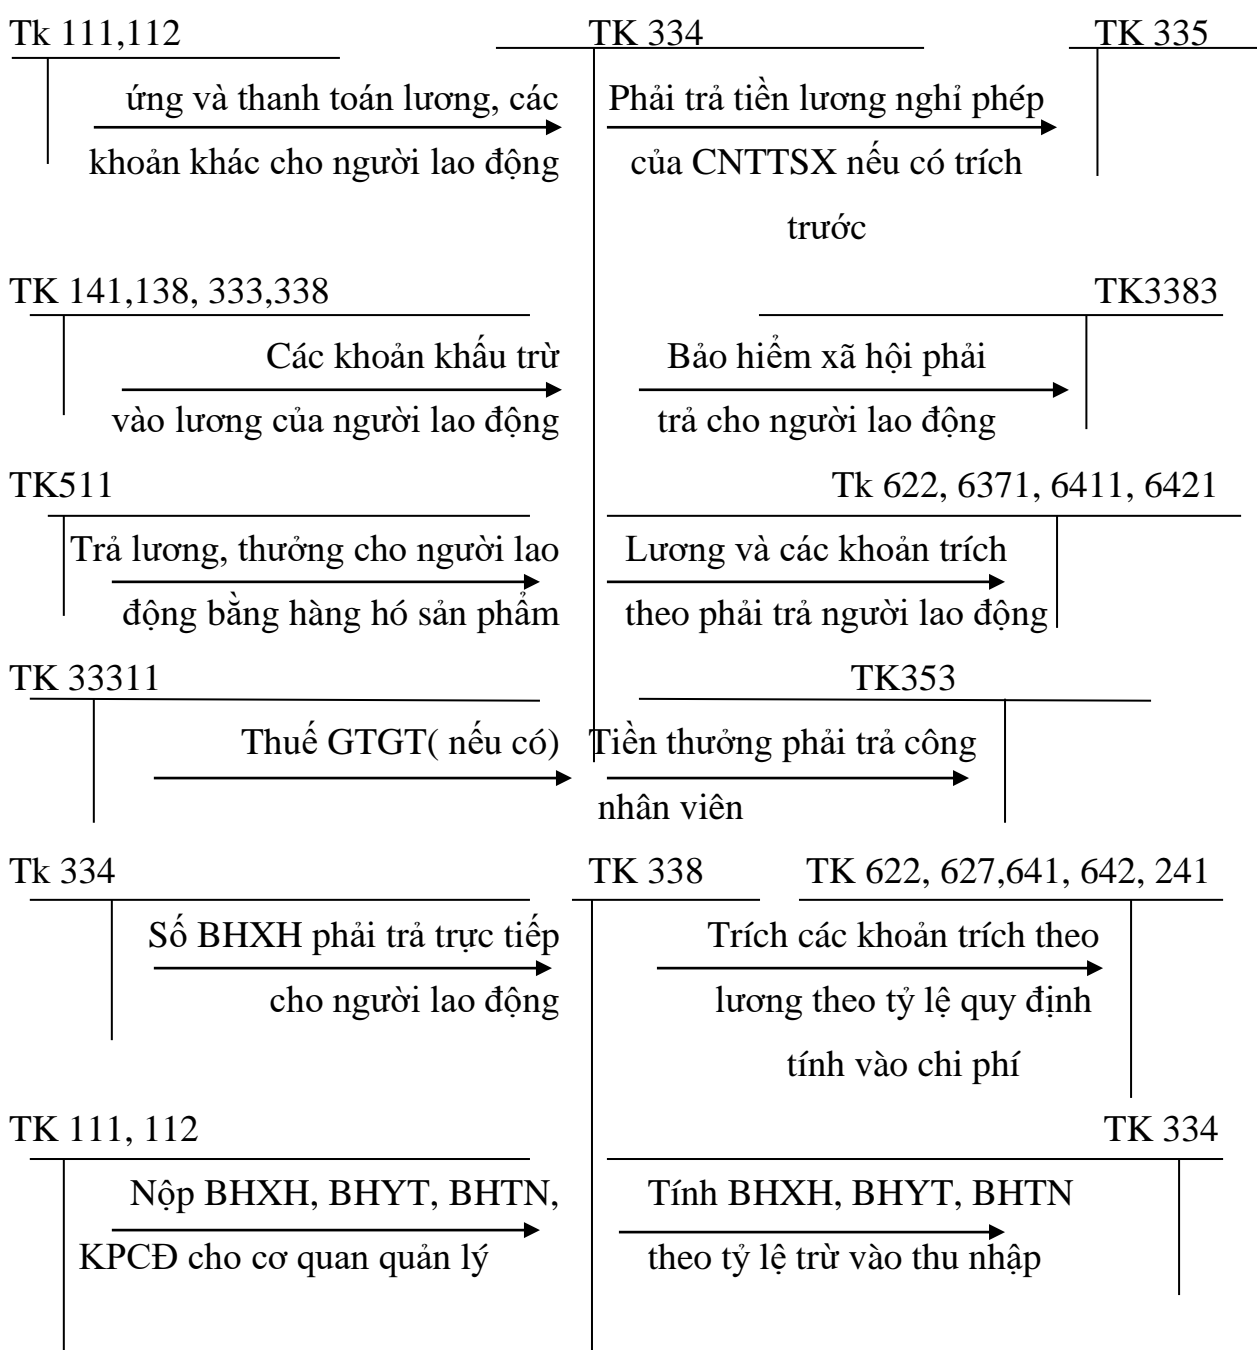 Tk 111,112 TK 334 TK 335
ứng và thanh toán lương, các Phải trả tiền lương nghỉ phép
khoản khác cho người lao động của CNTTSX nếu có trích
trước
TK 141,138, 333,338 TK3383
Các khoản khấu trừ Bảo hiểm xã hội phải
vào lương của người lao động trả cho người lao động
TK511 Tk 622, 6371, 6411, 6421
Trả lương, thưởng cho người lao Lương và các khoản trích
động bằng hàng hó sản phẩm theo phải trả người lao động
TK 33311 TK353
Thuế GTGT( nếu có) Tiền thưởng phải trả công
nhân viên
Tk 334 TK 338 TK 622, 627,641, 642, 241
Số BHXH phải trả trực tiếp Trích các khoản trích theo
cho người lao động lương theo tỷ lệ quy định
tính vào chi phí
TK 111, 112 TK 334
Nộp BHXH, BHYT, BHTN, Tính BHXH, BHYT, BHTN
KPCĐ cho cơ quan quản lý theo tỷ lệ trừ vào thu nhập